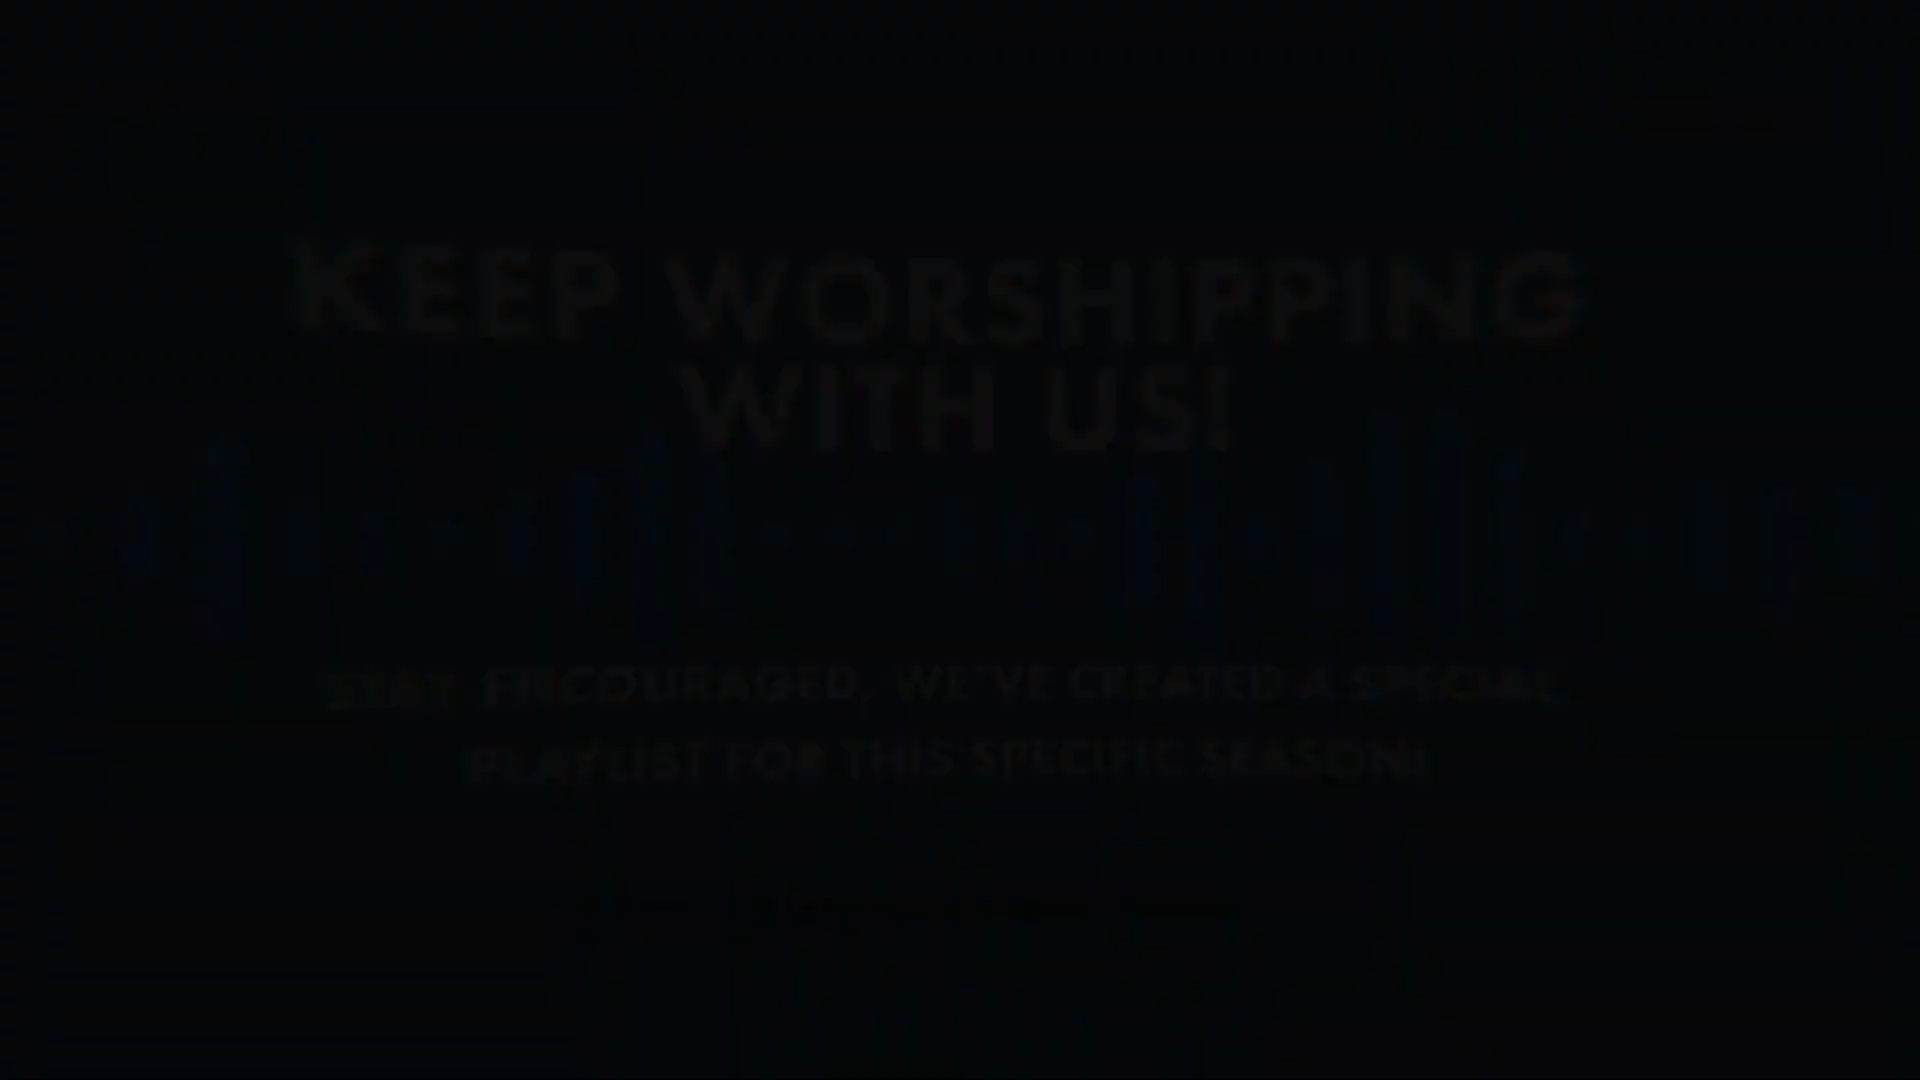 KEEP WORSHIPPING
WITH US!
STAY ENCOURAGED, WE'VE CREATED A SPECIAL
PLAYLIST FOR THIS SPECIFIC SEASON!